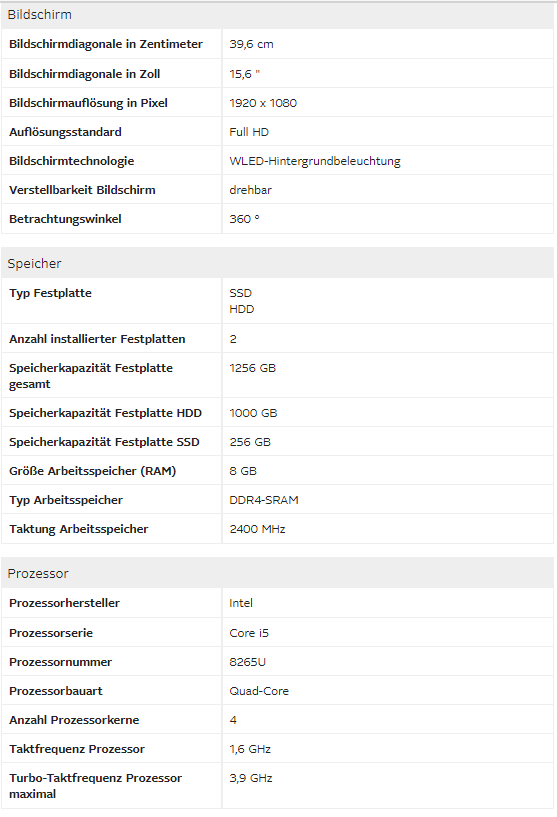 Bildschirm
Bildschirmdiagonale in Zentimeter 39,6 cm
Bildschirmdiagonale in Zoll 15,6 "
Bildschirmauflösung in Pixel 1920 x 1080
Auflösungsstandard Full HD
Bildschirmtechnologie WLED-Hintergrundbeleuchtung
Verstellbarkeit Bildschirm drehbar
Betrachtungswinkel 360 °
Speicher
Typ Festplatte SSD
HDD
Anzahl installierter Festplatten 2
Speicherkapazität Festplatte 1256 GB
gesamt
Speicherkapazität Festplatte HDD 1000 GB
Speicherkapazität Festplatte SSD 256 GB
Größe Arbeitsspeicher (RAM) 8 GB
Typ Arbeitsspeicher DDR4-SRAM
Taktung Arbeitsspeicher 2400 MHz
Prozessor
Prozessorhersteller Intel
Prozessorserie Core i5
Prozessornummer 8265U
Prozessorbauart Quad-Core
Anzahl Prozessorkerne 4
Taktfrequenz Prozessor 1,6 GHz
Turbo-Taktfrequenz Prozessor 3,9 GHz
maximal